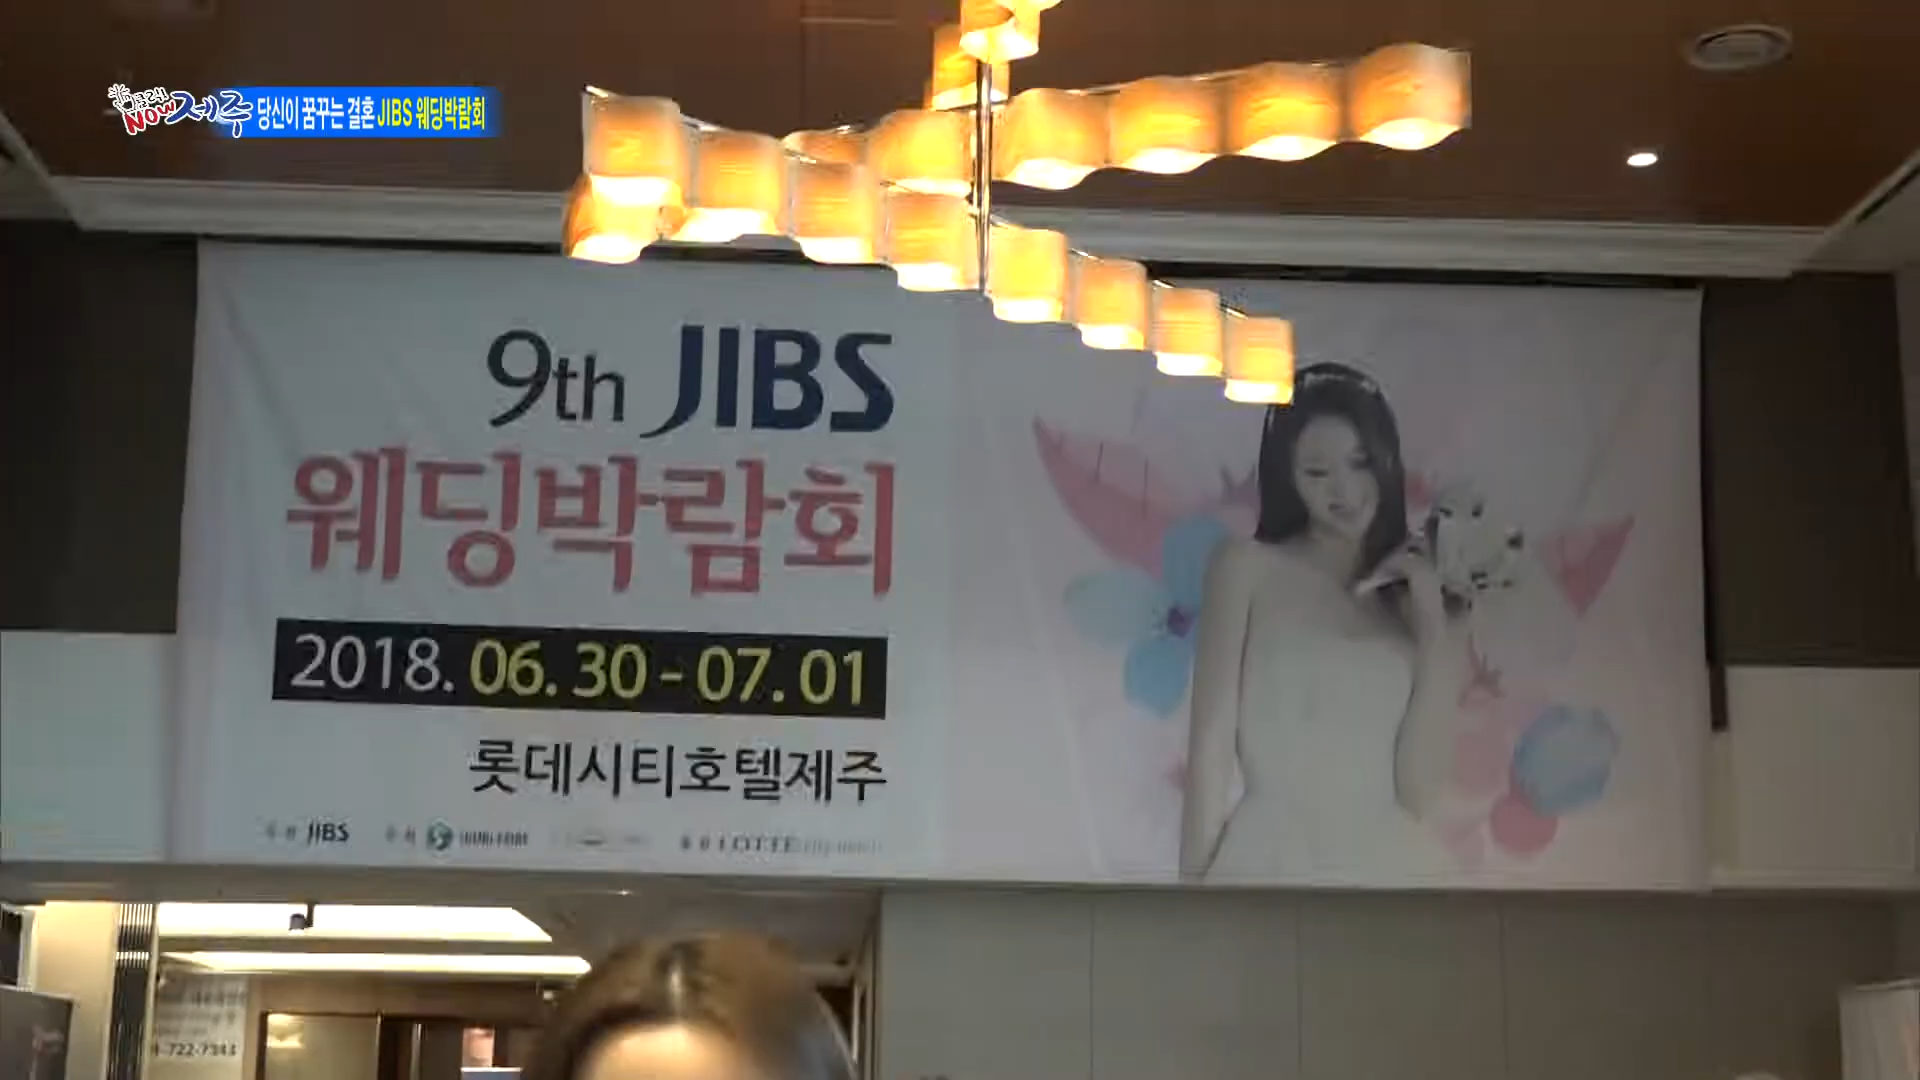 클릭! NOW 제주 당신이 꿈꾸는 결혼 JIBS 웨딩박람회
9th JIBS
웨딩박람회
2018. 06. 30 - 07. 01
롯데시티호텔제주
JIBS
LOTTE